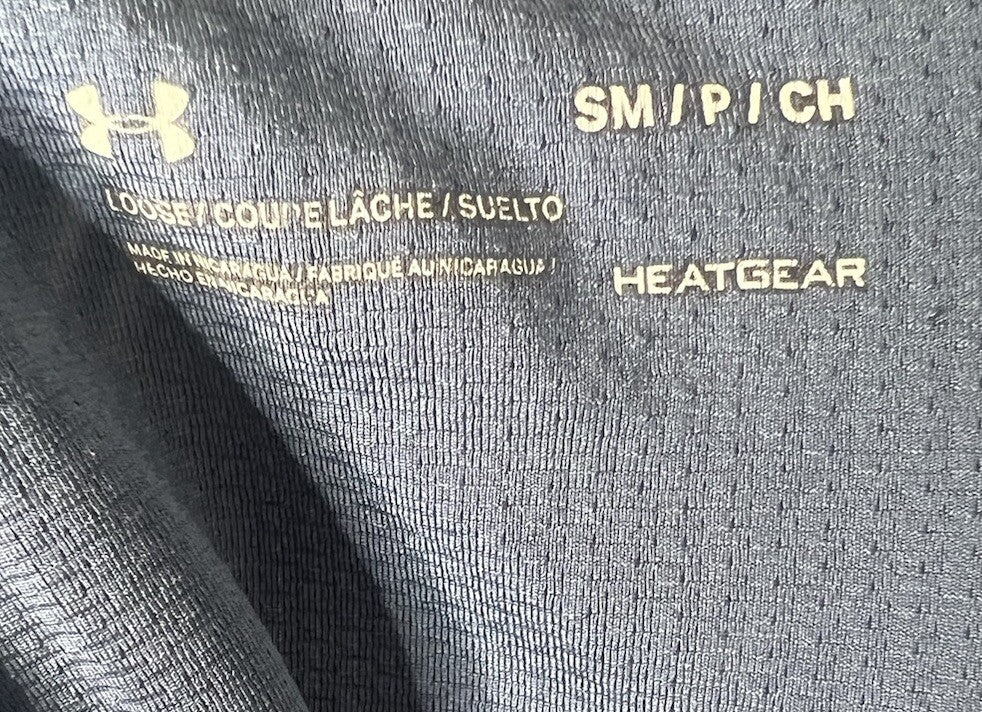 SM / P / CH
LOOSE / COUPE LÂCHE / SUELTO
MADE IN NICARAGUA / FABRIQUÉ AU NICARAGUA /
HECHO EN NICARAGUA
HEATGEAR